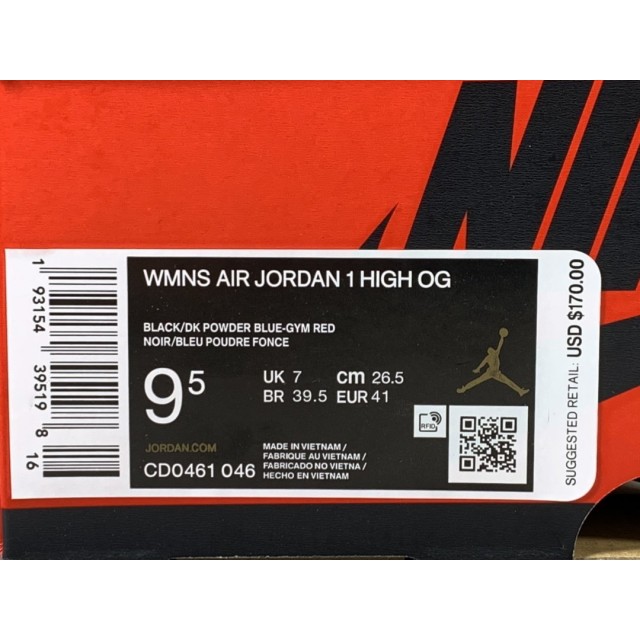 WMNS AIR JORDAN 1 HIGH OG
BLACK/DK POWDER BLUE-GYM RED
NOIR/BLEU POUDRE FONCE
9⁵
UK 7 cm 26.5
BR 39.5 EUR 41
JORDAN.COM
CD0461 046
MADE IN VIETNAM /
FABRIQUE AU VIETNAM /
FABRICADO NO VIETNA /
HECHO EN VIETNAM
RFID
1 93154 39519 8 16
SUGGESTED RETAIL: USD $170.00